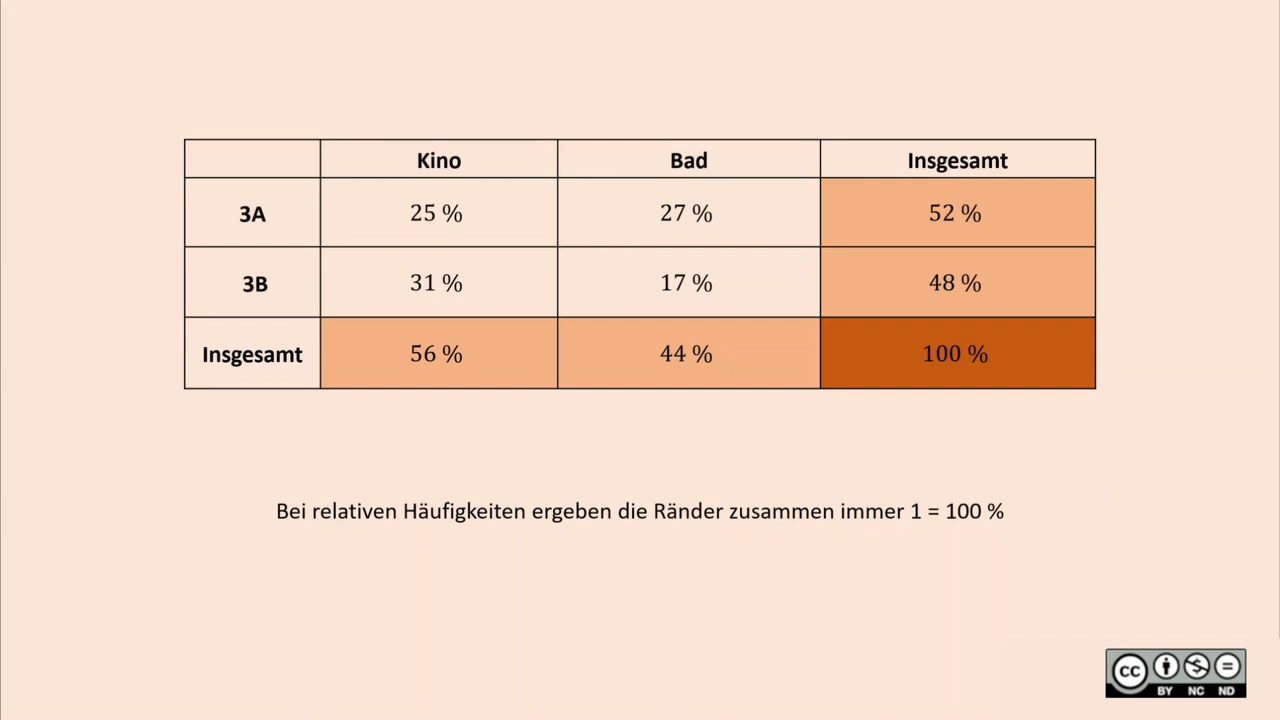 Kino Bad Insgesamt
3A 25 % 27 % 52 %
3B 31 % 17 % 48 %
Insgesamt 56 % 44 % 100 %
Bei relativen Häufigkeiten ergeben die Ränder zusammen immer 1 = 100 %
cc
BY NC ND